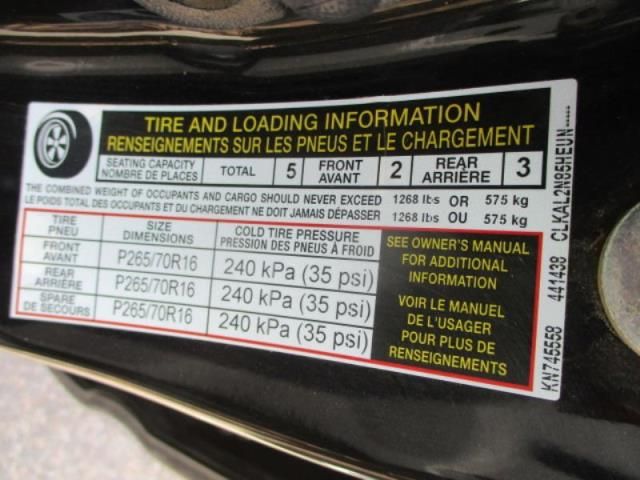 TIRE AND LOADING INFORMATION
RENSEIGNEMENTS SUR LES PNEUS ET LE CHARGEMENT
SEATING CAPACITY TOTAL 5 FRONT 2 REAR 3
NOMBRE DE PLACES AVANT ARRIÈRE
THE COMBINED WEIGHT OF OCCUPANTS AND CARGO SHOULD NEVER EXCEED 1268 lbs OR 575 kg
LE POIDS TOTAL DES OCCUPANTS ET DU CHARGEMENT NE DOIT JAMAIS DÉPASSER 1268 lbs OU 575 kg
TIRE SIZE COLD TIRE PRESSURE
PNEU DIMENSIONS PRESSION DES PNEUS À FROID
FRONT
AVANT P265/70R16 240 kPa (35 psi)
REAR
ARRIÈRE P265/70R16 240 kPa (35 psi)
SPARE
DE SECOURS P265/70R16 240 kPa (35 psi)
SEE OWNER'S MANUAL
FOR ADDITIONAL
INFORMATION
VOIR LE MANUEL
DE L'USAGER
POUR PLUS DE
RENSEIGNEMENTS
KN745558 441438 CLKAL2N85HEUN-----